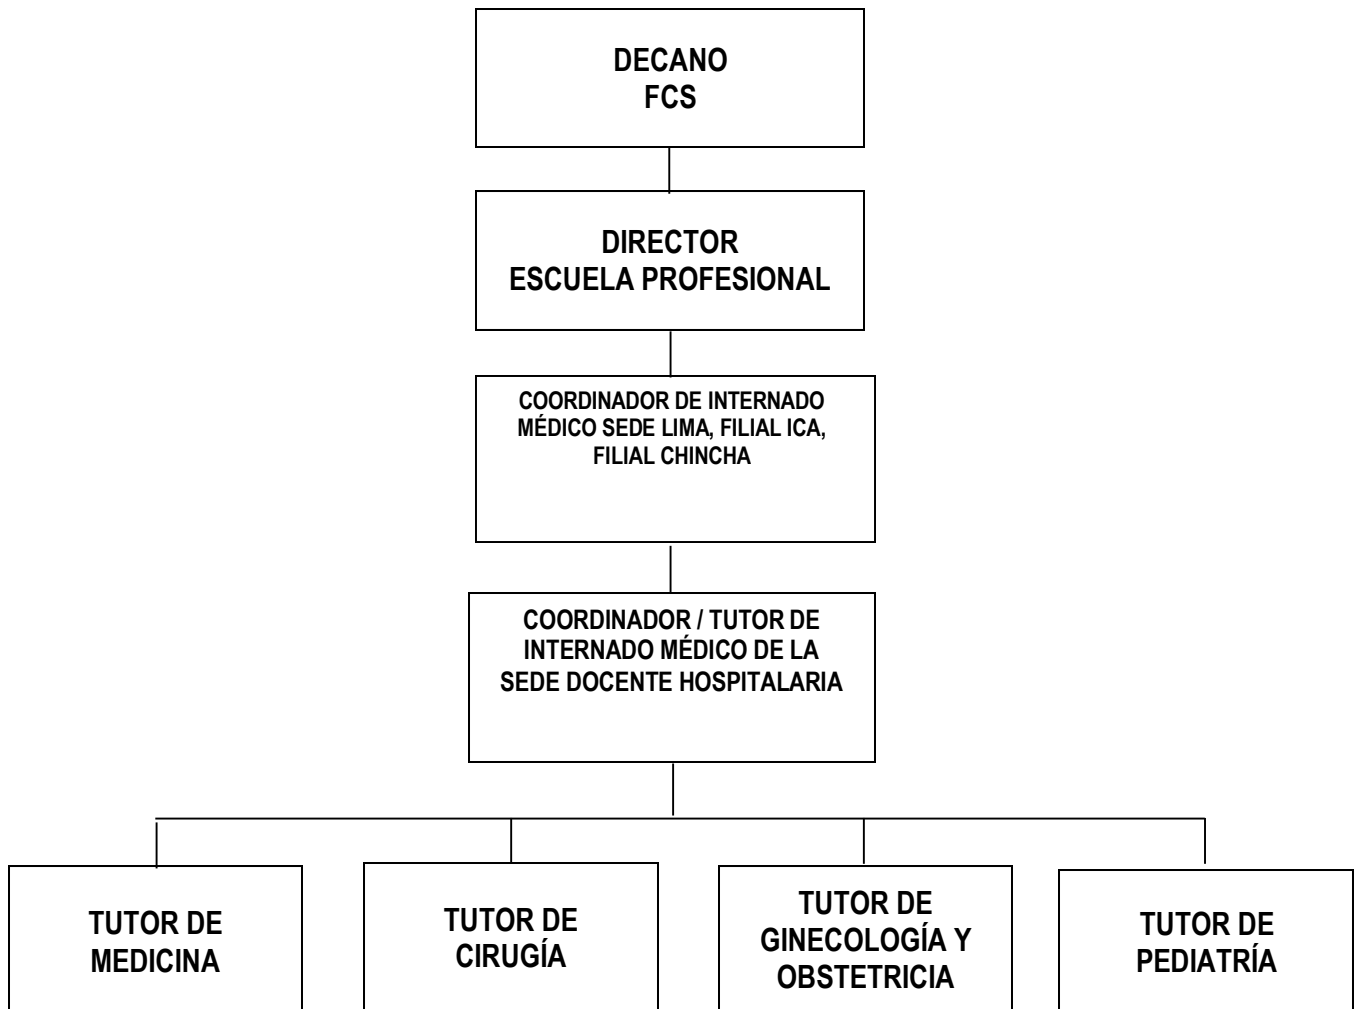 DECANO
FCS
DIRECTOR
ESCUELA PROFESIONAL
COORDINADOR DE INTERNADO
MÉDICO SEDE LIMA, FILIAL ICA,
FILIAL CHINCHA
COORDINADOR / TUTOR DE
INTERNADO MÉDICO DE LA
SEDE DOCENTE HOSPITALARIA
TUTOR DE
MEDICINA
TUTOR DE
CIRUGÍA
TUTOR DE
GINECOLOGÍA Y
OBSTETRICIA
TUTOR DE
PEDIATRÍA